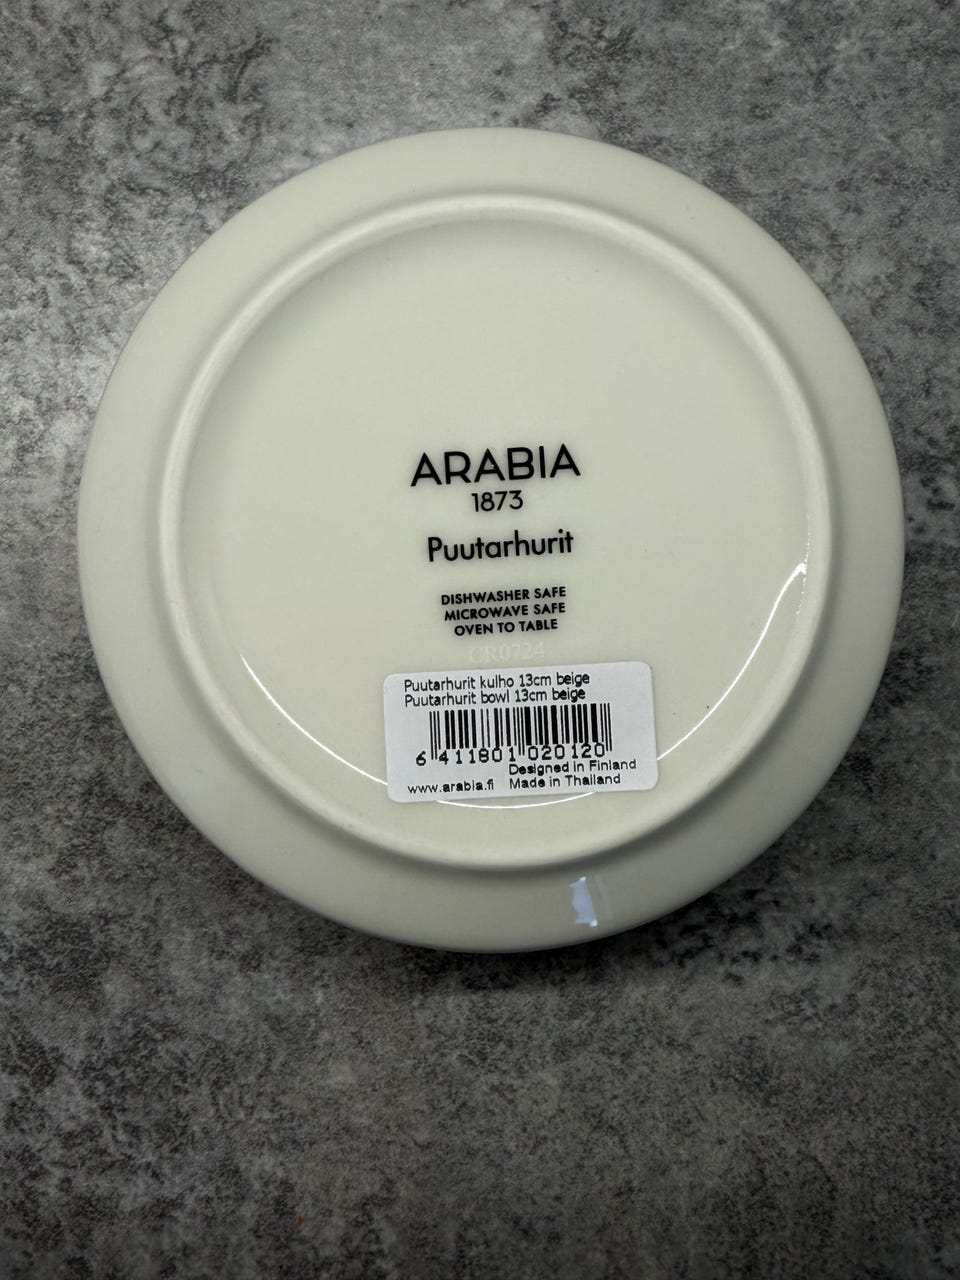 ARABIA
1873
Puutarhurit
DISHWASHER SAFE
MICROWAVE SAFE
OVEN TO TABLE
CR0724
Puutarhurit kulho 13cm beige
Puutarhurit bowl 13cm beige
6 411801 020120
Designed in Finland
www.arabia.fi Made in Thailand